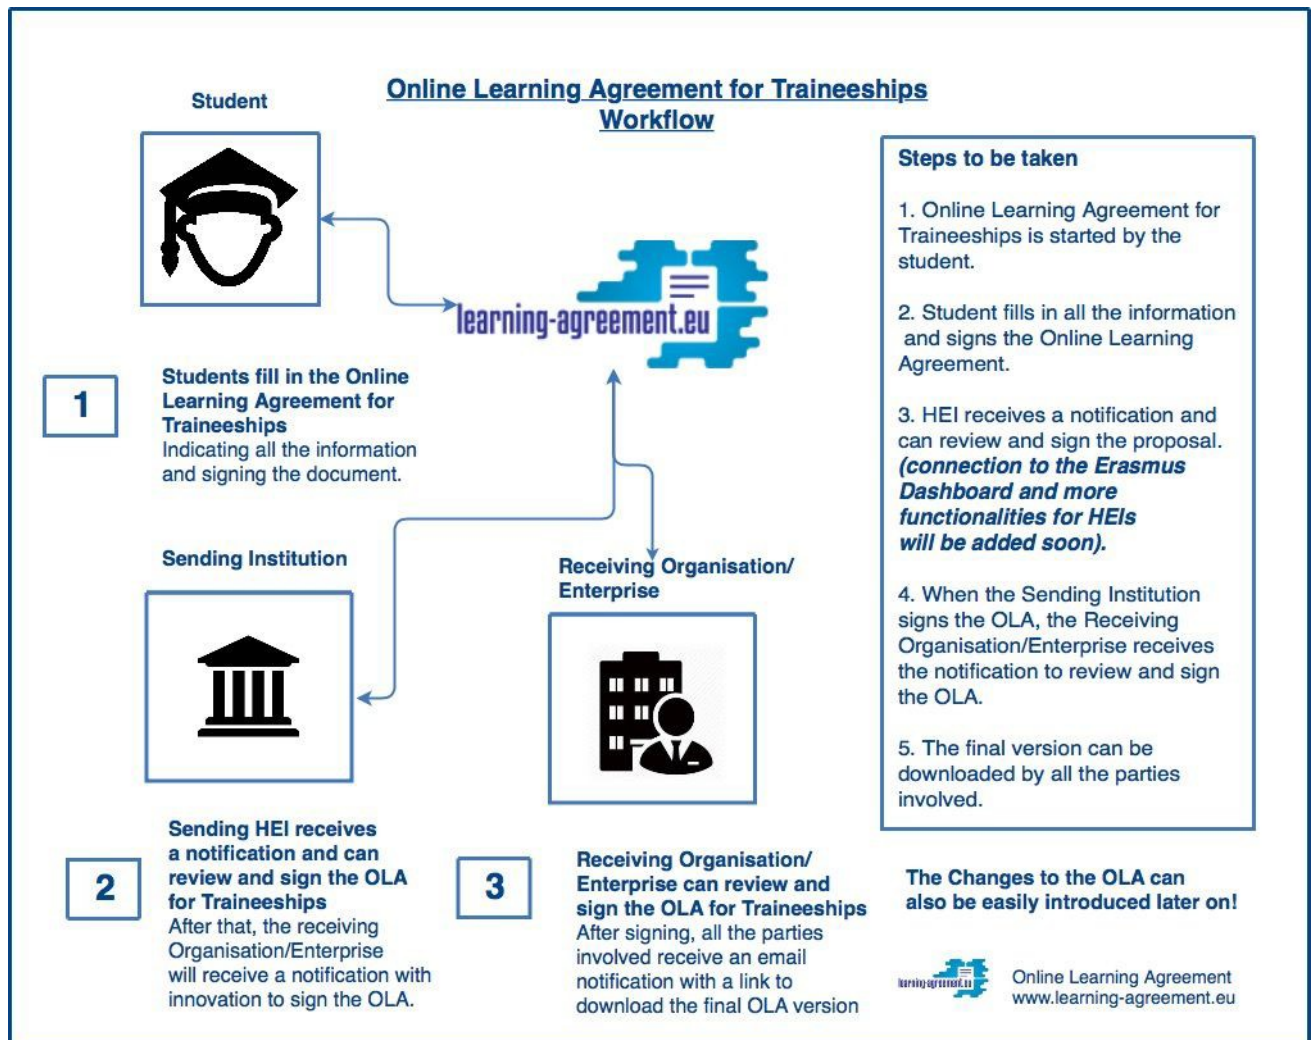 Online Learning Agreement for Traineeships
Workflow
Student
learning-agreement.eu
1
Students fill in the Online
Learning Agreement for
Traineeships
Indicating all the information
and signing the document.
Sending Institution
Receiving Organisation/
Enterprise
2
Sending HEI receives
a notification and can
review and sign the OLA
for Traineeships
After that, the receiving
Organisation/Enterprise
will receive a notification with
innovation to sign the OLA.
3
Receiving Organisation/
Enterprise can review and
sign the OLA for Traineeships
After signing, all the parties
involved receive an email
notification with a link to
download the final OLA version
Steps to be taken
1. Online Learning Agreement for
Traineeships is started by the
student.
2. Student fills in all the information
and signs the Online Learning
Agreement.
3. HEI receives a notification and
can review and sign the proposal.
(connection to the Erasmus
Dashboard and more
functionalities for HEIs
will be added soon).
4. When the Sending Institution
signs the OLA, the Receiving
Organisation/Enterprise receives
the notification to review and sign
the OLA.
5. The final version can be
downloaded by all the parties
involved.
The Changes to the OLA can
also be easily introduced later on!
learning-agreement.eu
Online Learning Agreement
www.learning-agreement.eu